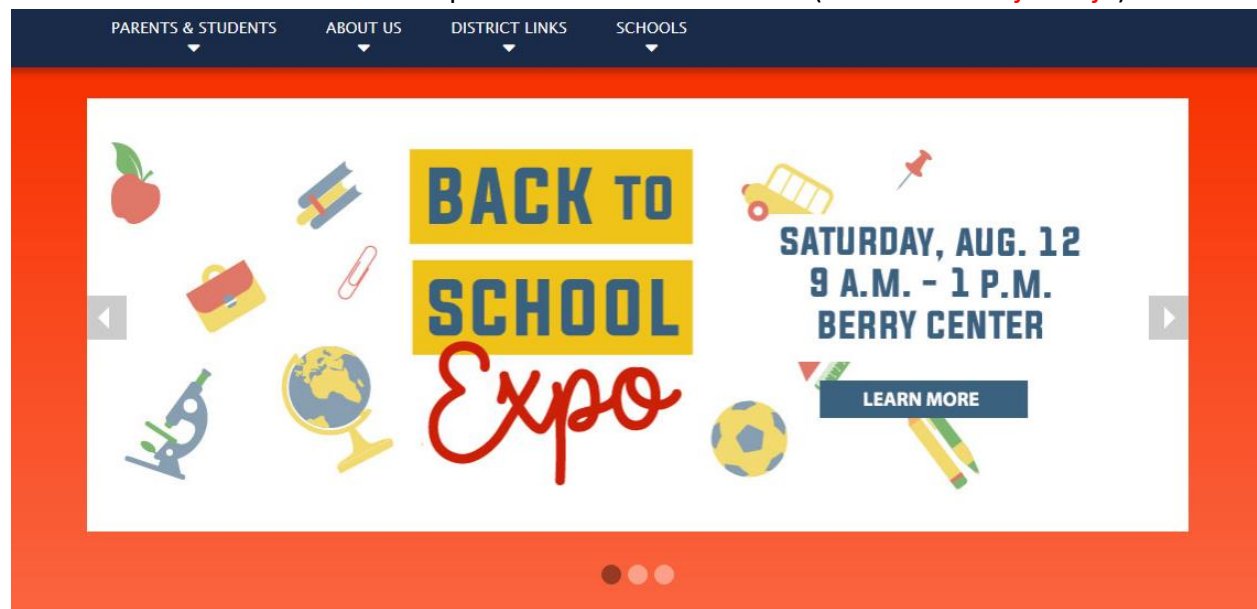 PARENTS & STUDENTS ABOUT US DISTRICT LINKS SCHOOLS
BACK TO
SCHOOL
Expo
SATURDAY, AUG. 12
9 A.M. - 1 P.M.
BERRY CENTER
LEARN MORE